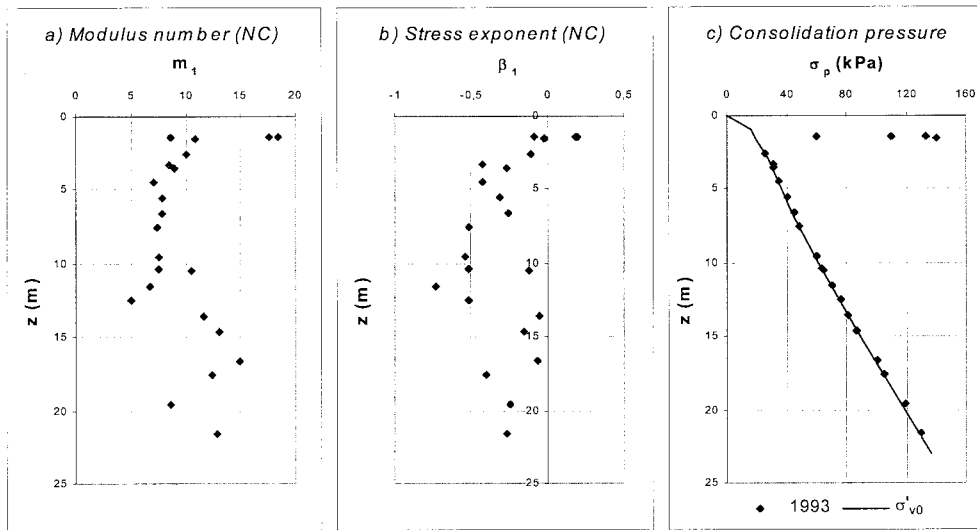 a) Modulus number (NC)
m₁
0 5 10 15 20
0
5
10
15
20
25
z (m)
b) Stress exponent (NC)
β₁
-1 -0,5 0 0,5
0
5
10
15
20
25
z (m)
c) Consolidation pressure
σp (kPa)
0 40 80 120 160
0
5
10
15
20
25
z (m)
1993 σ'v0